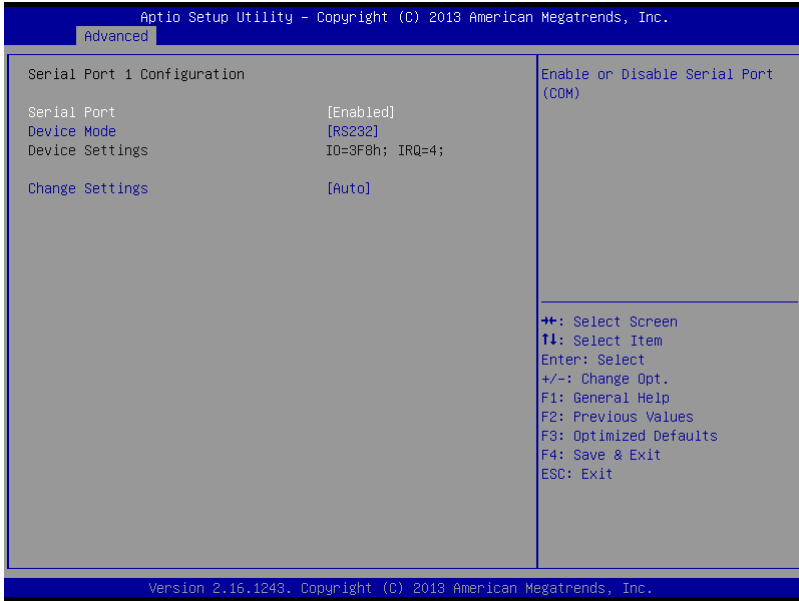 Aptio Setup Utility – Copyright (C) 2013 American Megatrends, Inc.
Advanced
Serial Port 1 Configuration
Serial Port [Enabled]
Device Mode [RS232]
Device Settings IO=3F8h; IRQ=4;
Change Settings [Auto]
Enable or Disable Serial Port
(COM)
→←: Select Screen
↑↓: Select Item
Enter: Select
+/-: Change Opt.
F1: General Help
F2: Previous Values
F3: Optimized Defaults
F4: Save & Exit
ESC: Exit
Version 2.16.1243. Copyright (C) 2013 American Megatrends, Inc.